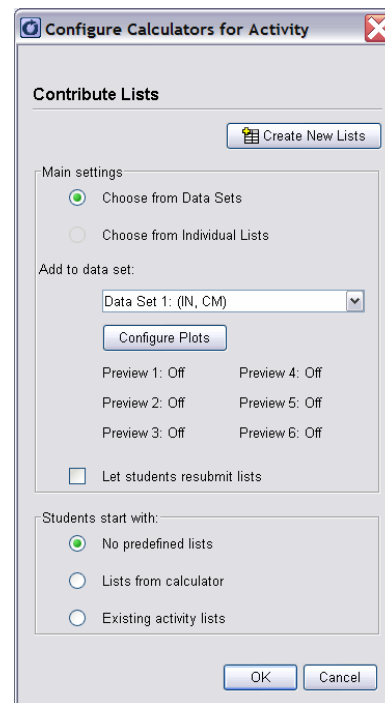 Configure Calculators for Activity
Contribute Lists
Create New Lists
Main settings
Choose from Data Sets
Choose from Individual Lists
Add to data set:
Data Set 1: (IN, CM)
Configure Plots
Preview 1: Off Preview 4: Off
Preview 2: Off Preview 5: Off
Preview 3: Off Preview 6: Off
Let students resubmit lists
Students start with:
No predefined lists
Lists from calculator
Existing activity lists
OK Cancel